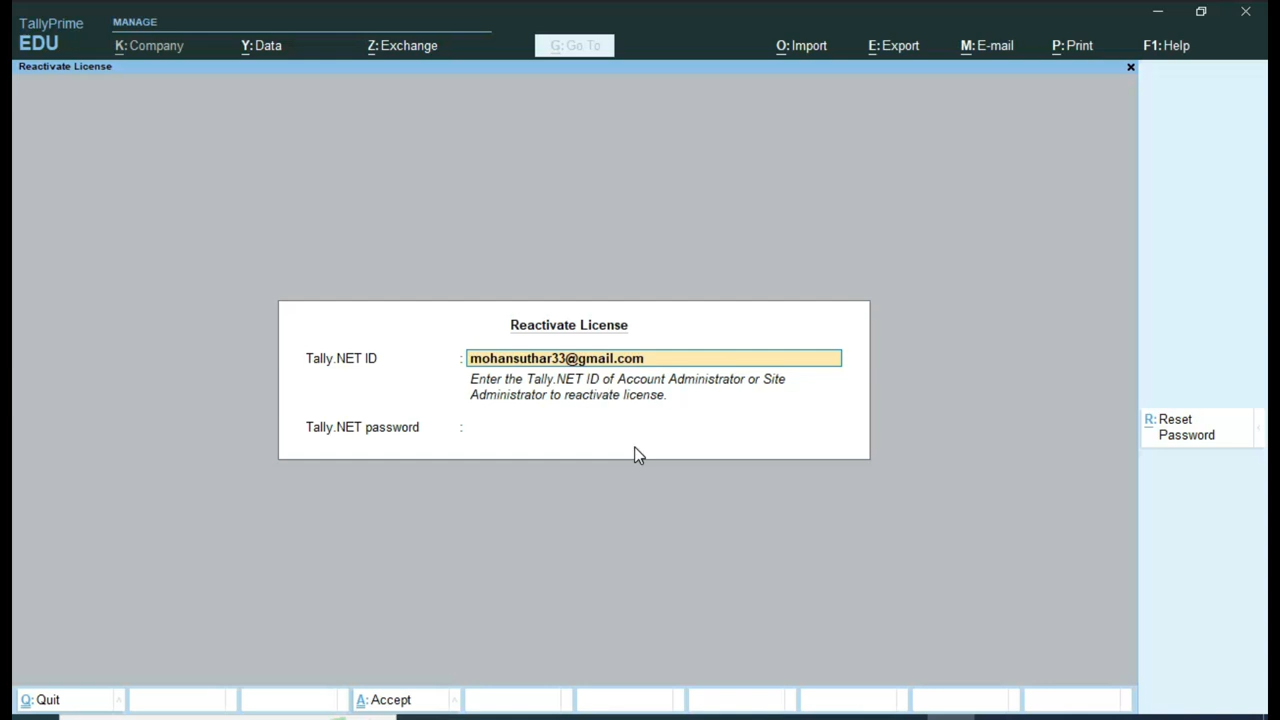 TallyPrime
EDU
MANAGE
K: Company
Y: Data
Z: Exchange
G: Go To
O: Import
E: Export
M: E-mail
P: Print
F1: Help
Reactivate License
Reactivate License
Tally.NET ID : mohansuthar33@gmail.com
Enter the Tally.NET ID of Account Administrator or Site
Administrator to reactivate license.
Tally.NET password :
R: Reset
Password
Q: Quit
A: Accept